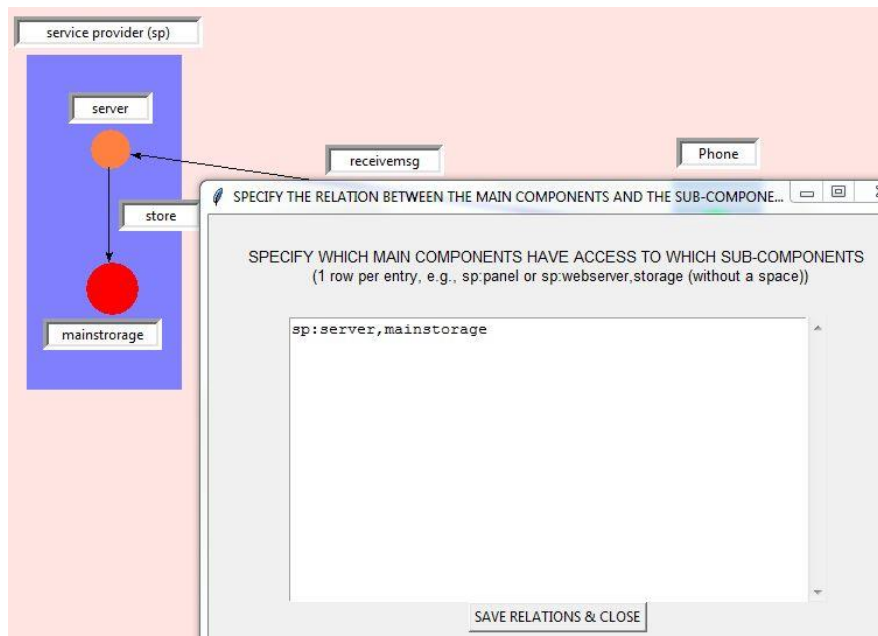 service provider (sp)
server
receivemsg
Phone
store
mainstrorage
SPECIFY THE RELATION BETWEEN THE MAIN COMPONENTS AND THE SUB-COMPONE...
SPECIFY WHICH MAIN COMPONENTS HAVE ACCESS TO WHICH SUB-COMPONENTS
(1 row per entry, e.g., sp:panel or sp:webserver,storage (without a space))
sp:server,mainstorage
SAVE RELATIONS & CLOSE